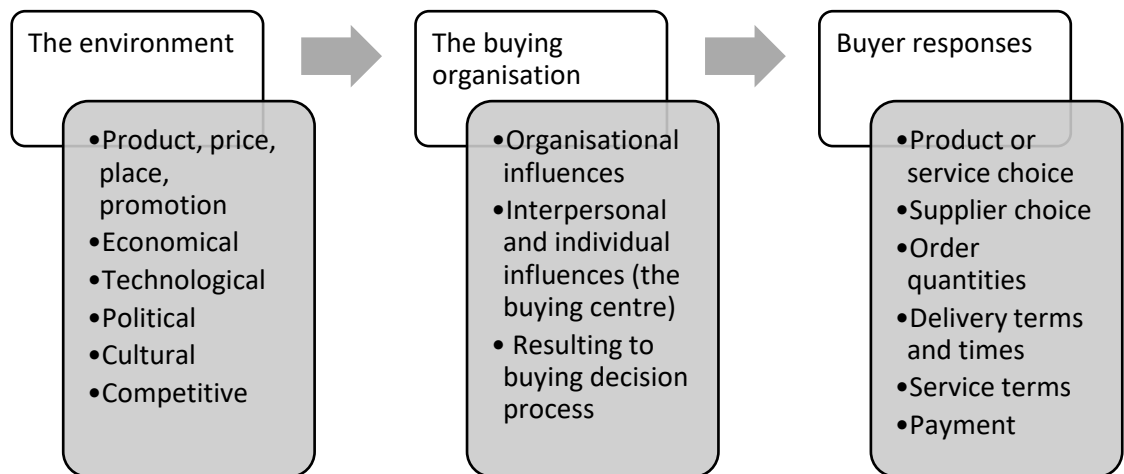 The environment
•Product, price,
place,
promotion
•Economical
•Technological
•Political
•Cultural
•Competitive
The buying
organisation
•Organisational
influences
•Interpersonal
and individual
influences (the
buying centre)
• Resulting to
buying decision
process
Buyer responses
•Product or
service choice
•Supplier choice
•Order
quantities
•Delivery terms
and times
•Service terms
•Payment